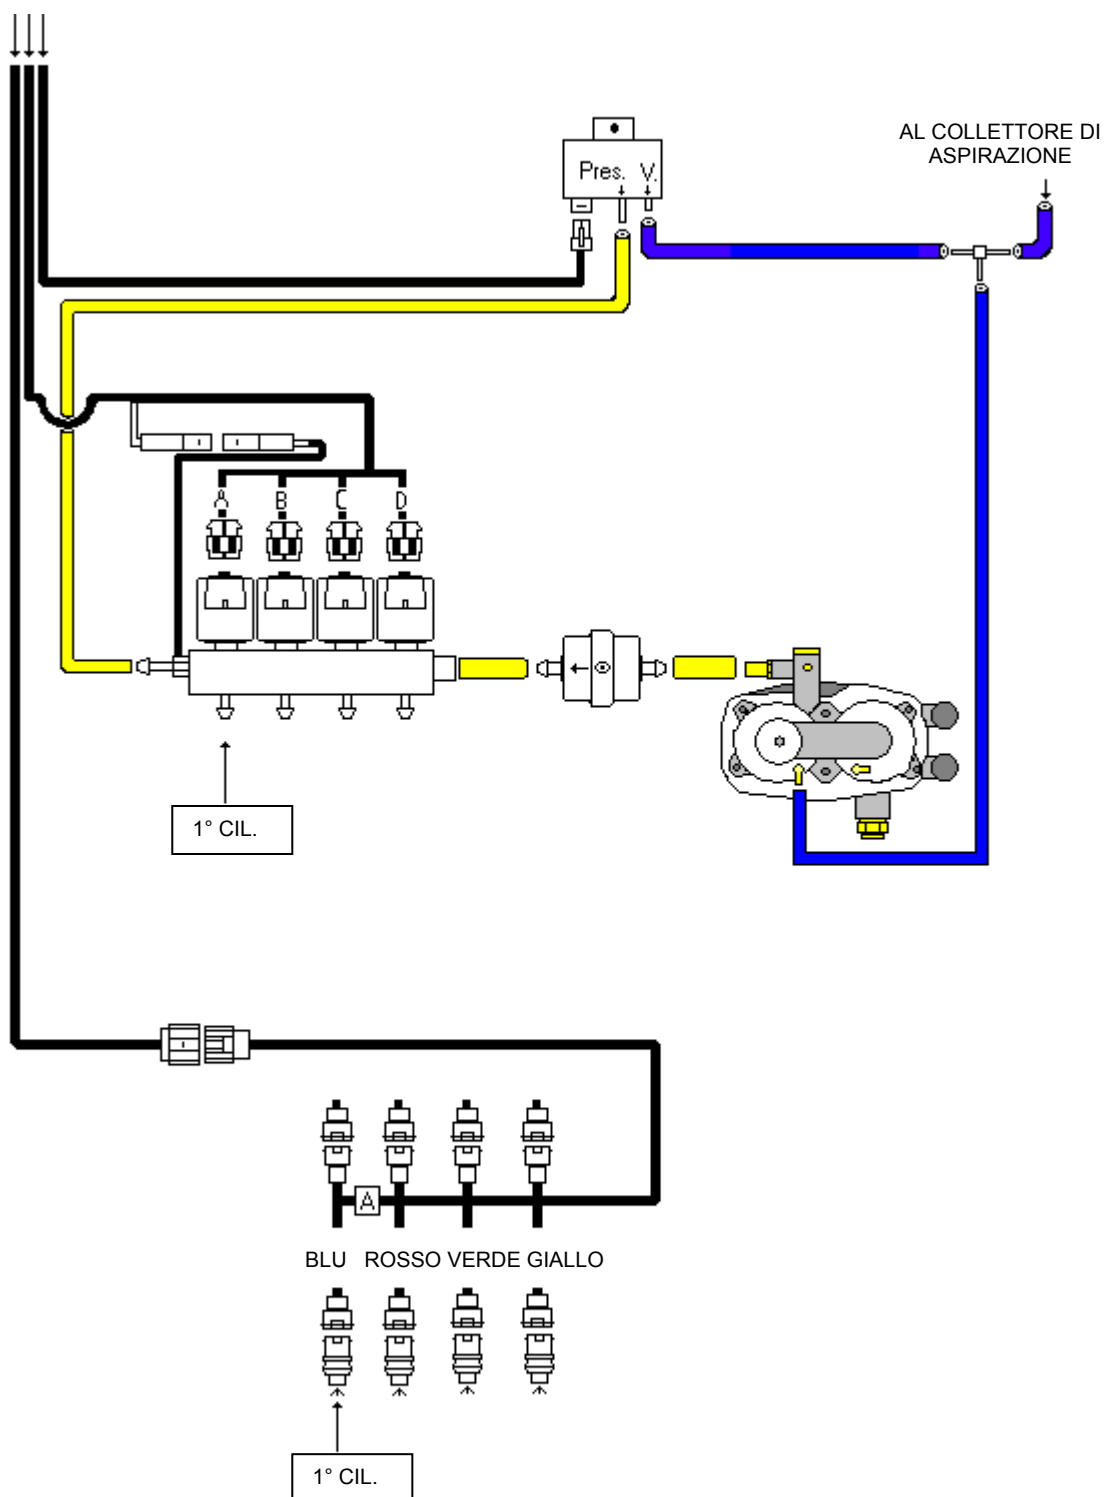 AL COLLETTORE DI
ASPIRAZIONE
Pres. V.
A B C D
1° CIL.
A
BLU ROSSO VERDE GIALLO
1° CIL.